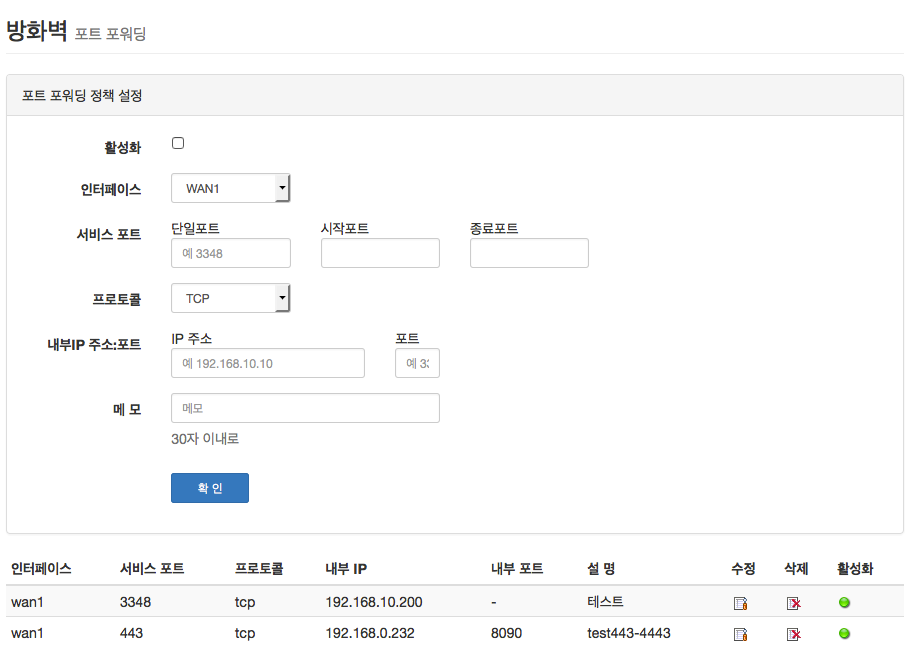 방화벽 포트 포워딩
포트 포워딩 정책 설정
활성화
인터페이스 WAN1
단일포트 시작포트 종료포트
서비스 포트 예 3348
프로토콜 TCP
IP 주소 포트
내부IP 주소:포트 예 192.168.10.10 예 33
메 모 메모
30자 이내로
확 인
인터페이스 서비스 포트 프로토콜 내부 IP 내부 포트 설 명 수정 삭제 활성화
wan1 3348 tcp 192.168.10.200 - 테스트
wan1 443 tcp 192.168.0.232 8090 test443-4443